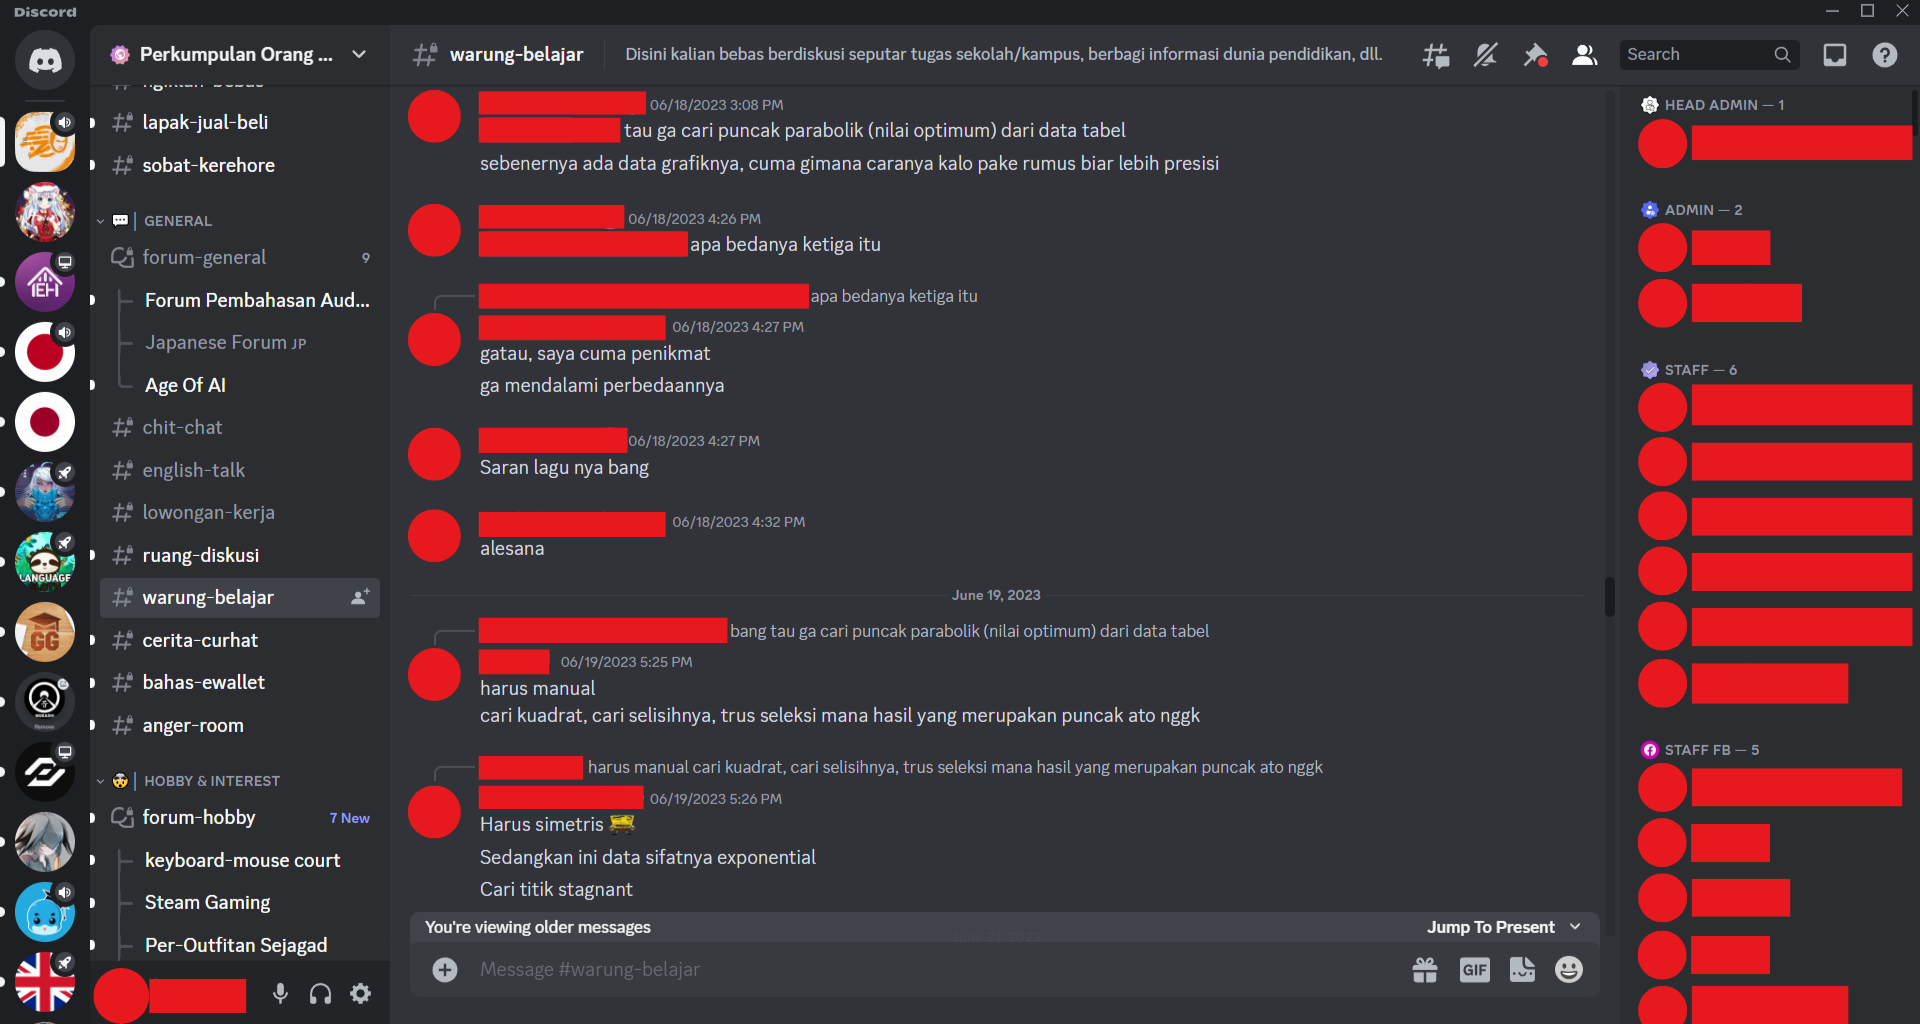 Discord
Perkumpulan Orang ...
lapak-jual-beli
sobat-kerehore
GENERAL
forum-general
9
Forum Pembahasan Aud...
Japanese Forum JP
Age Of AI
chit-chat
english-talk
lowongan-kerja
ruang-diskusi
warung-belajar
cerita-curhat
bahas-ewallet
anger-room
HOBBY & INTEREST
forum-hobby
7 New
keyboard-mouse court
Steam Gaming
Per-Outfitan Sejagad
IEH
LANGUAGE
GG
warung-belajar
Disini kalian bebas berdiskusi seputar tugas sekolah/kampus, berbagi informasi dunia pendidikan, dll.
Search
06/18/2023 3:08 PM
tau ga cari puncak parabolik (nilai optimum) dari data tabel
sebenernya ada data grafiknya, cuma gimana caranya kalo pake rumus biar lebih presisi
06/18/2023 4:26 PM
apa bedanya ketiga itu
apa bedanya ketiga itu
06/18/2023 4:27 PM
gatau, saya cuma penikmat
ga mendalami perbedaannya
06/18/2023 4:27 PM
Saran lagu nya bang
06/18/2023 4:32 PM
alesana
June 19, 2023
bang tau ga cari puncak parabolik (nilai optimum) dari data tabel
06/19/2023 5:25 PM
harus manual
cari kuadrat, cari selisihnya, trus seleksi mana hasil yang merupakan puncak ato nggk
harus manual cari kuadrat, cari selisihnya, trus seleksi mana hasil yang merupakan puncak ato nggk
06/19/2023 5:26 PM
Harus simetris
Sedangkan ini data sifatnya exponential
Cari titik stagnant
You're viewing older messages
Jump To Present
Message #warung-belajar
GIF
HEAD ADMIN — 1
ADMIN — 2
STAFF — 6
STAFF FB — 5